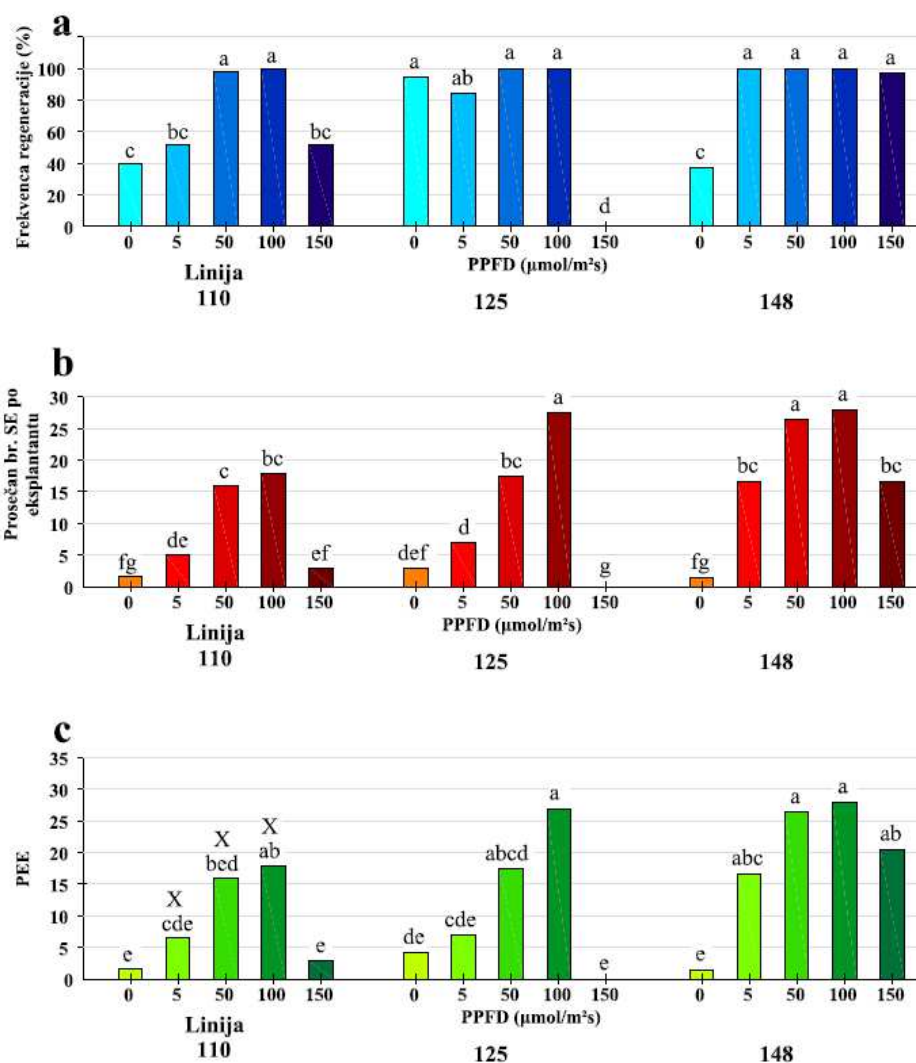 a
Frekvenca regeneracije (%)
100
80
60
40
20
0
c bc a a bc a ab a a d c a a a a
0 5 50 100 150 0 5 50 100 150 0 5 50 100 150
Linija PPFD (µmol/m²s)
110 125 148
b
Prosečan br. SE po
eksplantantu
30
25
20
15
10
5
0
fg de c bc ef def d bc a g fg bc a a bc
0 5 50 100 150 0 5 50 100 150 0 5 50 100 150
Linija PPFD (µmol/m²s)
110 125 148
c
PEE
35
30
25
20
15
10
5
0
X X X
e cde bed ab e de cde abcd a e e abc a a ab
0 5 50 100 150 0 5 50 100 150 0 5 50 100 150
Linija PPFD (µmol/m²s)
110 125 148